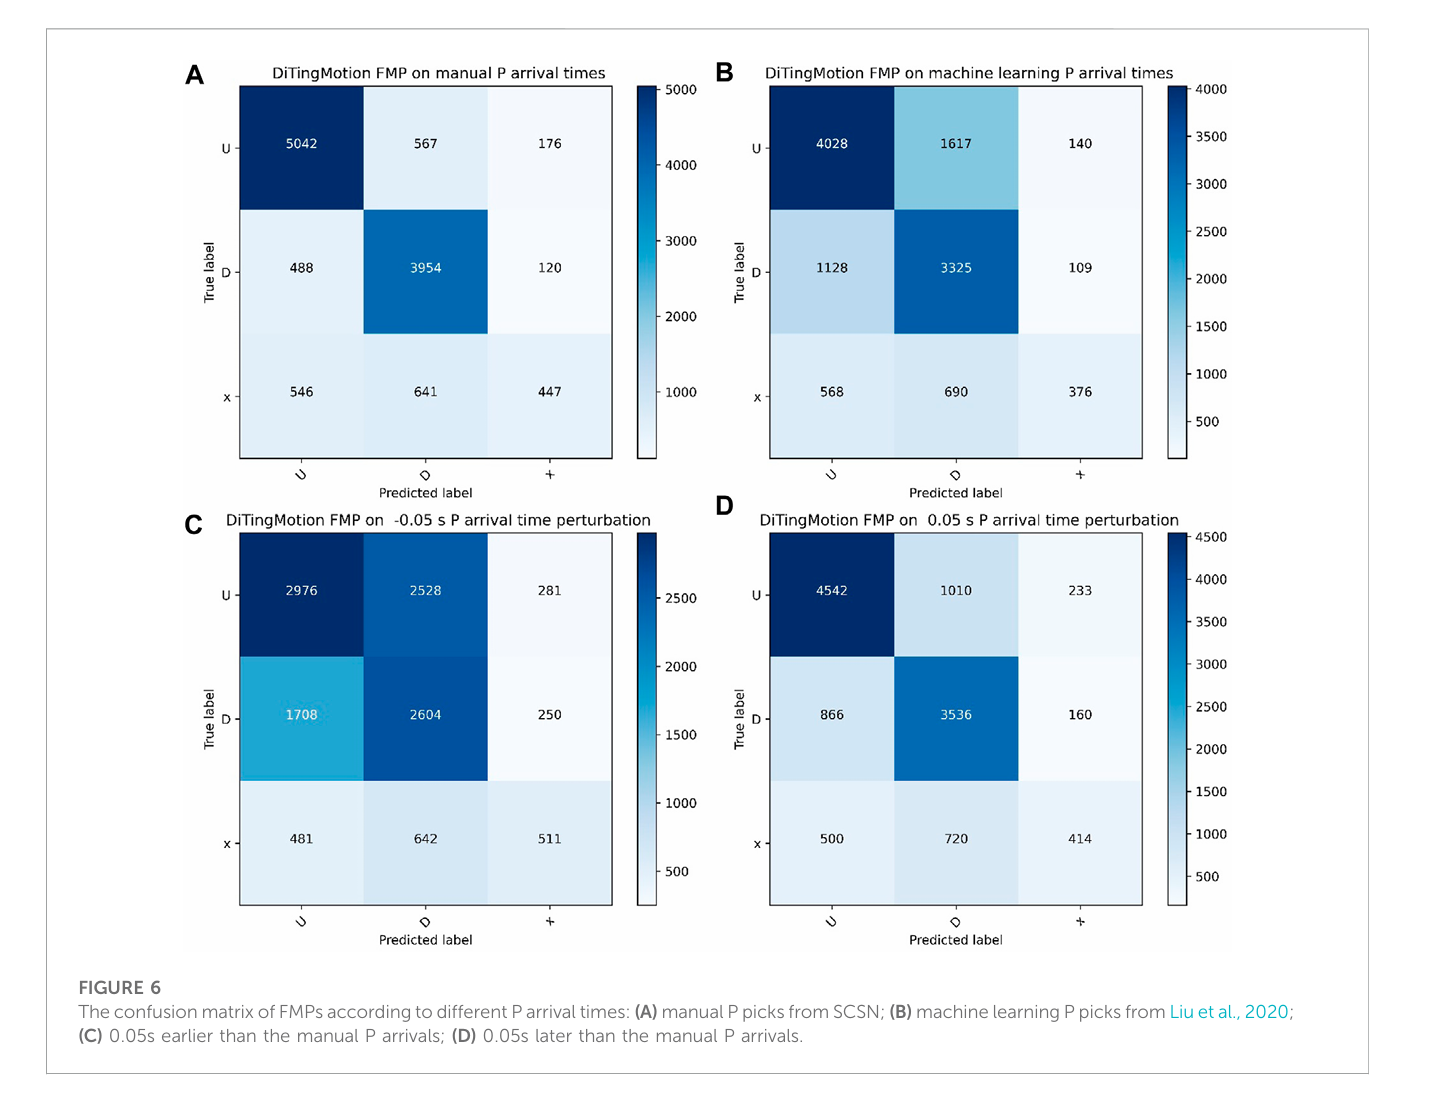 A
DiTingMotion FMP on manual P arrival times
U
5042 567 176
D
488 3954 120
x
546 641 447
True label
U D x
Predicted label
5000
4000
3000
2000
1000
B
DiTingMotion FMP on machine learning P arrival times
U
4028 1617 140
D
1128 3325 109
x
568 690 376
True label
U D x
Predicted label
4000
3500
3000
2500
2000
1500
1000
500
C
DiTingMotion FMP on -0.05 s P arrival time perturbation
U
2976 2528 281
D
1708 2604 250
x
481 642 511
True label
U D x
Predicted label
2500
2000
1500
1000
500
D
DiTingMotion FMP on 0.05 s P arrival time perturbation
U
4542 1010 233
D
866 3536 160
x
500 720 414
True label
U D x
Predicted label
4500
4000
3500
3000
2500
2000
1500
1000
500
FIGURE 6
The confusion matrix of FMPs according to different P arrival times: (A) manual P picks from SCSN; (B) machine learning P picks from Liu et al., 2020;
(C) 0.05s earlier than the manual P arrivals; (D) 0.05s later than the manual P arrivals.